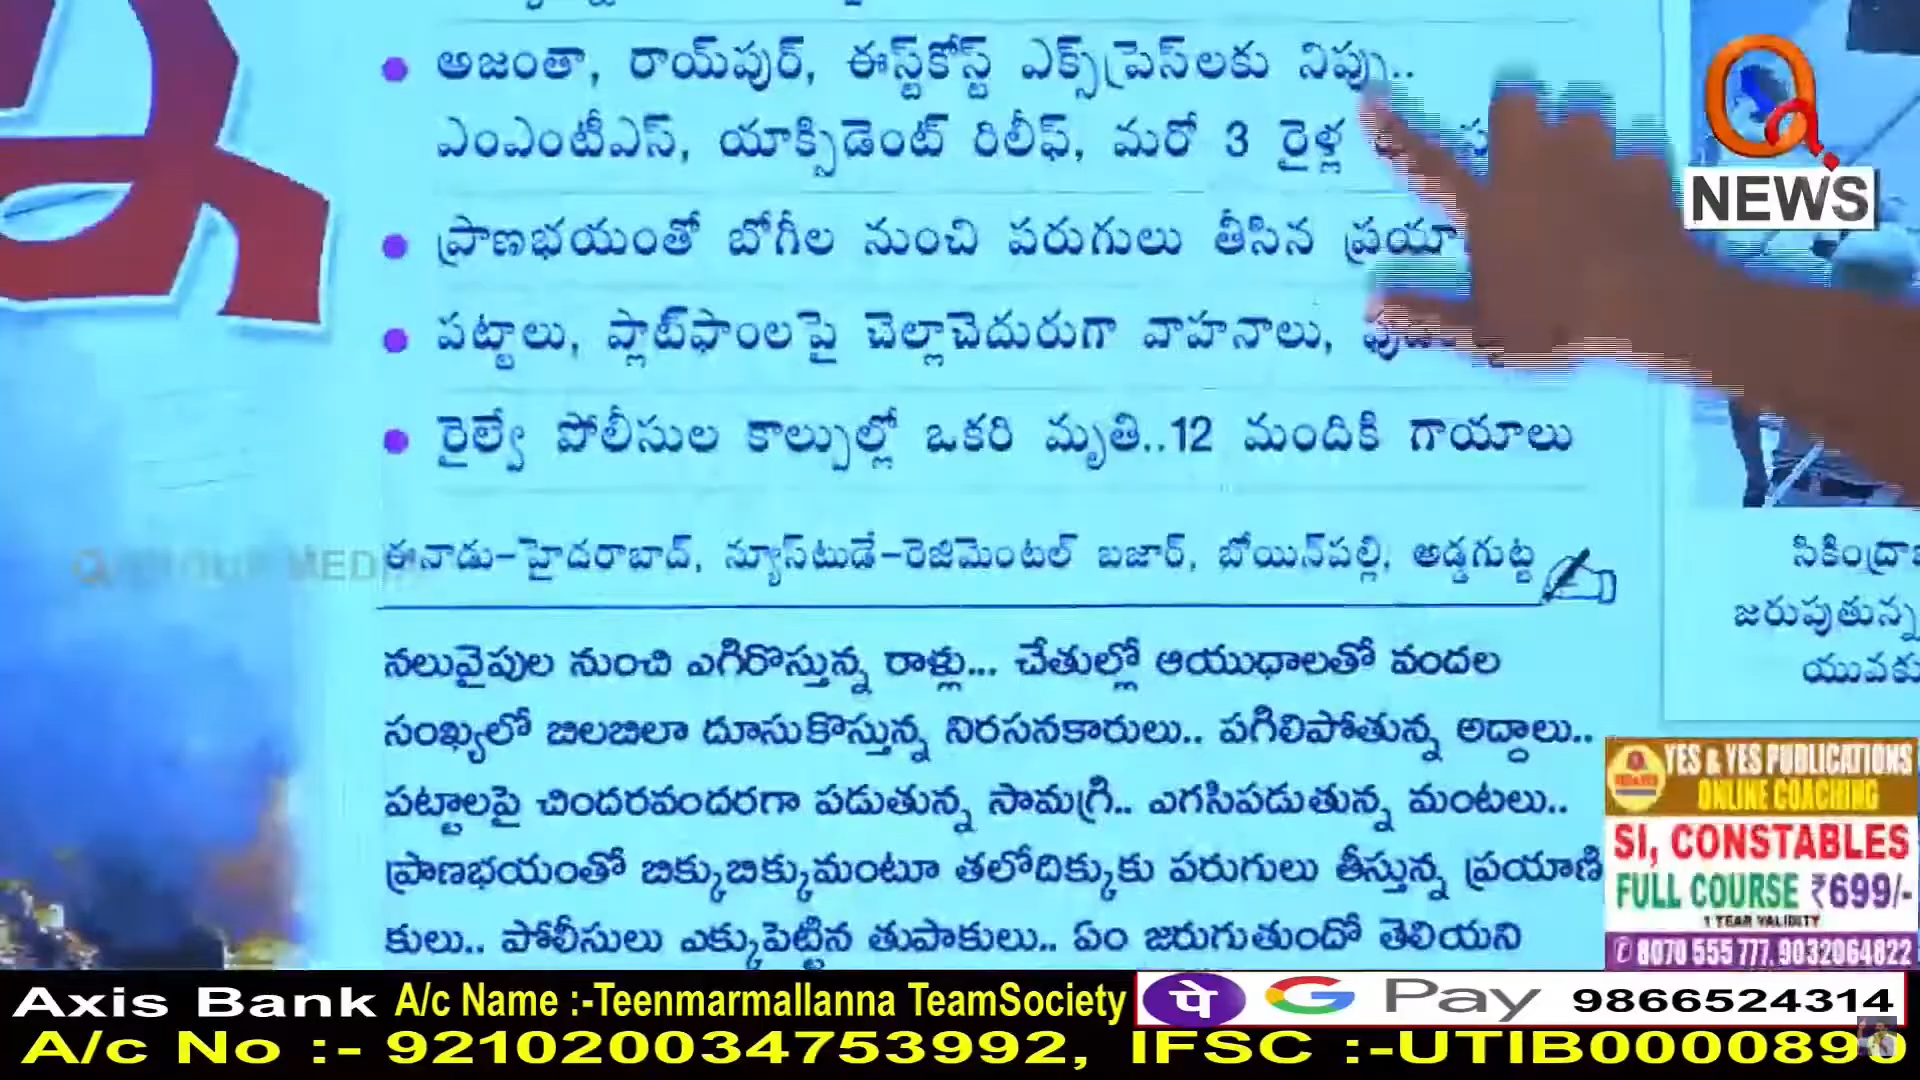 అజంతా, రాయ్‌పుర్, ఈస్ట్‌కోస్ట్ ఎక్స్‌ప్రెస్‌లకు నిప్పు..
ఎంఎంటీఎస్, యాక్సిడెంట్ రిలీఫ్, మరో 3 రైళ్ల
ప్రాణభయంతో బోగీల నుంచి పరుగులు తీసిన
పట్టాలు, ప్లాట్‌ఫాంలపై చెల్లాచెదురుగా వాహనాలు,
రైల్వే పోలీసుల కాల్పుల్లో ఒకరి మృతి..12 మందికి గాయాలు
ఈనాడు-హైదరాబాద్, న్యూస్‌టుడే-రెజిమెంటల్ బజార్, బోయిన్‌పల్లి, అడ్డగుట్ట
నలువైపుల నుంచి ఎగిరొస్తున్న రాళ్లు... చేతుల్లో ఆయుధాలతో వందల
సంఖ్యలో బిలబిలా దూసుకొస్తున్న నిరసనకారులు.. పగిలిపోతున్న అద్దాలు..
పట్టాలపై చిందరవందరగా పడుతున్న సామగ్రి.. ఎగసిపడుతున్న మంటలు..
ప్రాణభయంతో బిక్కుబిక్కుమంటూ తలోదిక్కుకు పరుగులు తీస్తున్న ప్రయాణి
కులు.. పోలీసులు ఎక్కుపెట్టిన తుపాకులు.. ఏం జరుగుతుందో తెలియని
జరుపుతున్న
Q
NEWS
YES & YES PUBLICATIONS
ONLINE COACHING
SI, CONSTABLES
FULL COURSE ₹699/-
1 YEAR VALIDITY
8070 555 777, 9032064822
Axis Bank A/c Name :-Teenmarmallanna TeamSociety
पे G Pay 9866524314
A/c No :- 921020034753992, IFSC :-UTIB0000890